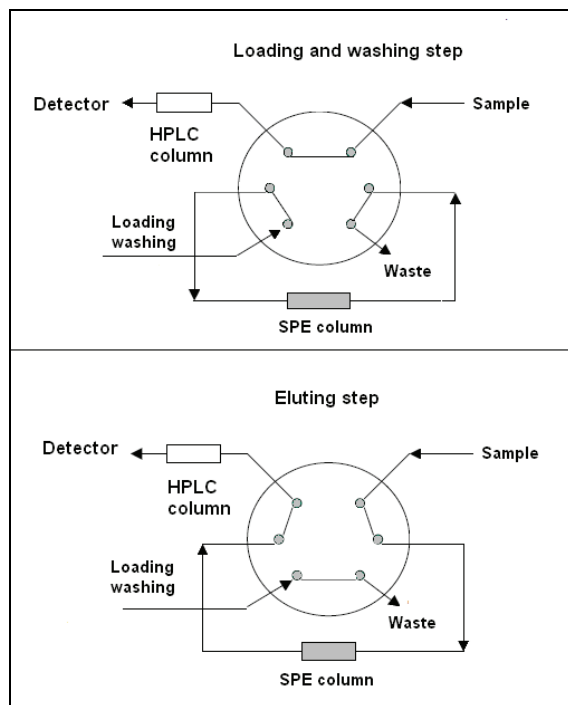 Loading and washing step
Detector
Sample
HPLC
column
Loading
washing
Waste
SPE column
Eluting step
Detector
Sample
HPLC
column
Loading
washing
Waste
SPE column